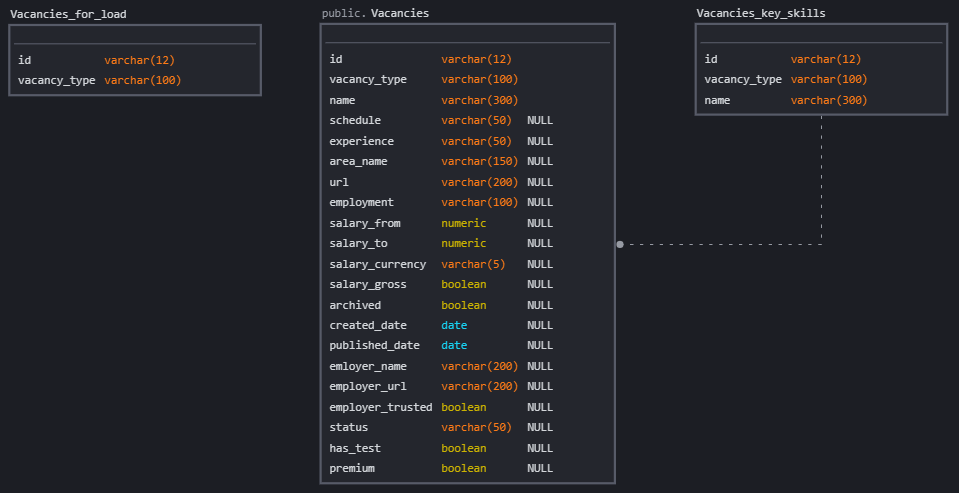 Vacancies_for_load
id varchar(12)
vacancy_type varchar(100)
public. Vacancies
id varchar(12)
vacancy_type varchar(100)
name varchar(300)
schedule varchar(50) NULL
experience varchar(50) NULL
area_name varchar(150) NULL
url varchar(200) NULL
employment varchar(100) NULL
salary_from numeric NULL
salary_to numeric NULL
salary_currency varchar(5) NULL
salary_gross boolean NULL
archived boolean NULL
created_date date NULL
published_date date NULL
emloyer_name varchar(200) NULL
employer_url varchar(200) NULL
employer_trusted boolean NULL
status varchar(50) NULL
has_test boolean NULL
premium boolean NULL
Vacancies_key_skills
id varchar(12)
vacancy_type varchar(100)
name varchar(300)